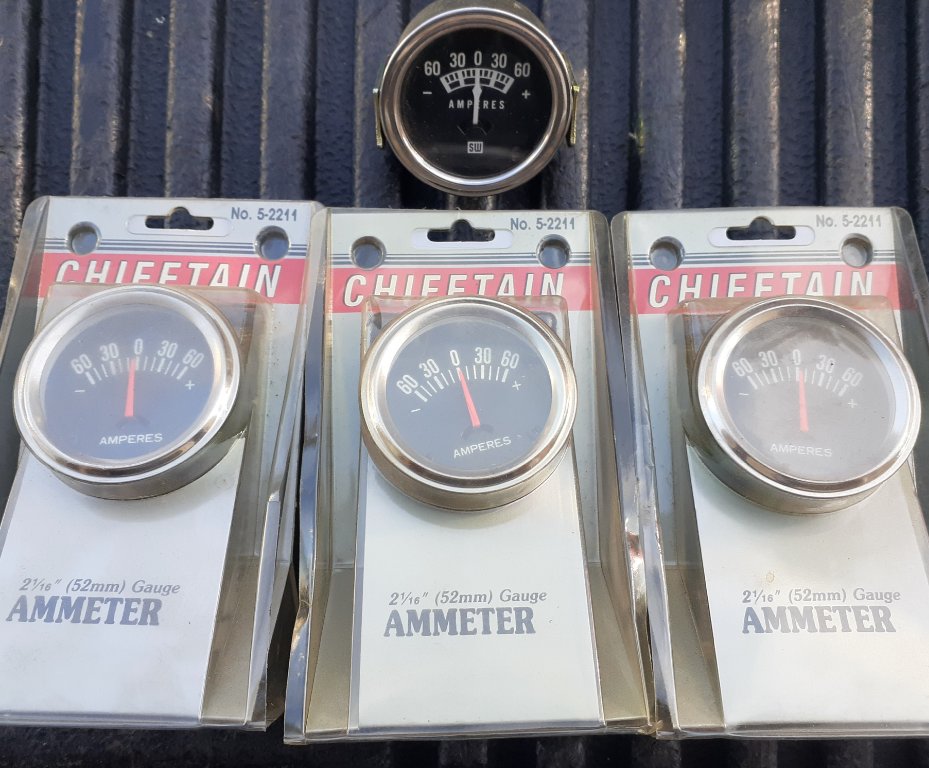 60 30 0 30 60
- +
AMPERES
SW
No. 5-2211
CHIEFTAIN
60 30 0 30 60
- +
AMPERES
2 1/16" (52mm) Gauge
AMMETER
No. 5-2211
CHIEFTAIN
60 30 0 30 60
- +
AMPERES
2 1/16" (52mm) Gauge
AMMETER
No. 5-2211
CHIEFTAIN
60 30 0 30 60
- +
AMPERES
2 1/16" (52mm) Gauge
AMMETER